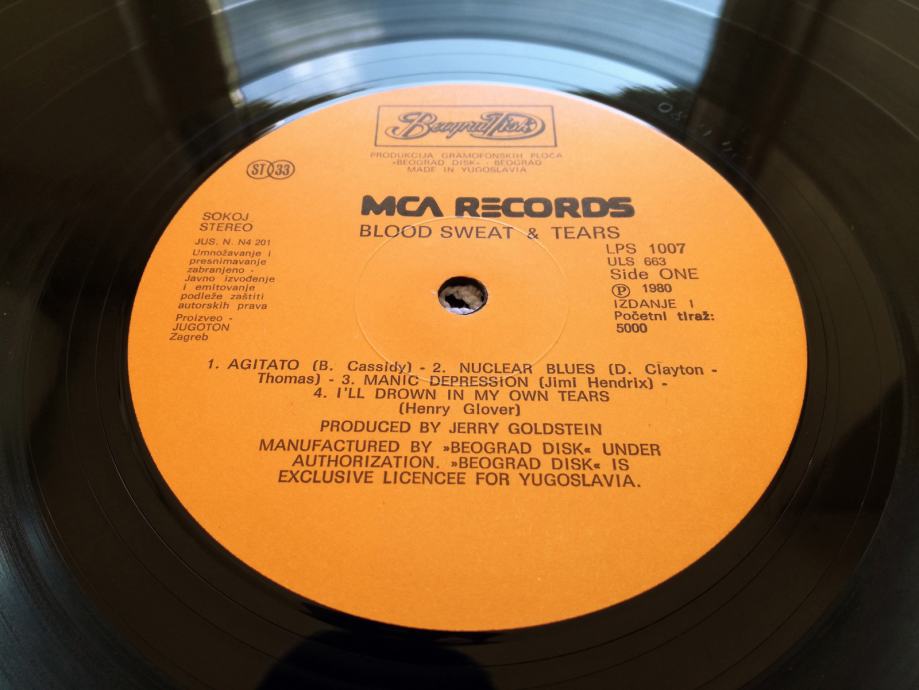 Beograd Disk
PRODUKCIJA GRAMOFONSKIH PLOČA
»BEOGRAD DISK« - BEOGRAD
MADE IN YUGOSLAVIA
ST 33
MCA RECORDS
BLOOD SWEAT & TEARS
SOKOJ
STEREO
JUS. N. N4 201
Umnožavanje i
presnimavanje
zabranjeno -
Javno izvođenje
i emitovanje
podleže zaštiti
autorskih prava
Proizveo -
JUGOTON
Zagreb
LPS 1007
ULS 663
Side ONE
Ⓟ 1980
IZDANJE I
Početni tiraž:
5000
1. AGITATO (B. Cassidy) - 2. NUCLEAR BLUES (D. Clayton -
Thomas) - 3. MANIC DEPRESSION (Jimi Hendrix) -
4. I'LL DROWN IN MY OWN TEARS
(Henry Glover)
PRODUCED BY JERRY GOLDSTEIN
MANUFACTURED BY »BEOGRAD DISK« UNDER
AUTHORIZATION. »BEOGRAD DISK« IS
EXCLUSIVE LICENCEE FOR YUGOSLAVIA.